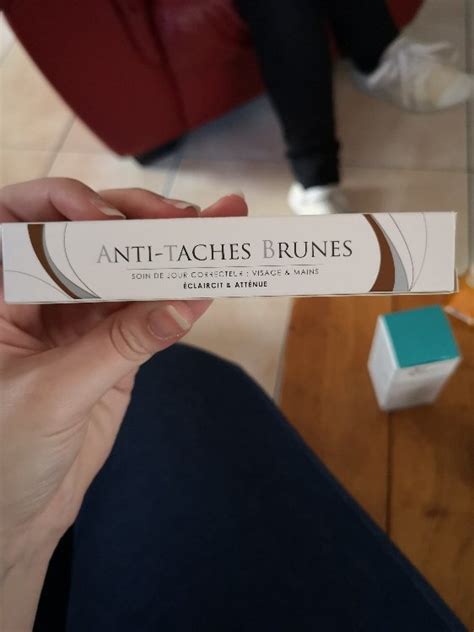 ANTI-TACHES BRUNES
SOIN DE JOUR CORRECTEUR : VISAGE & MAINS
ÉCLAIRCIT & ATTÉNUE